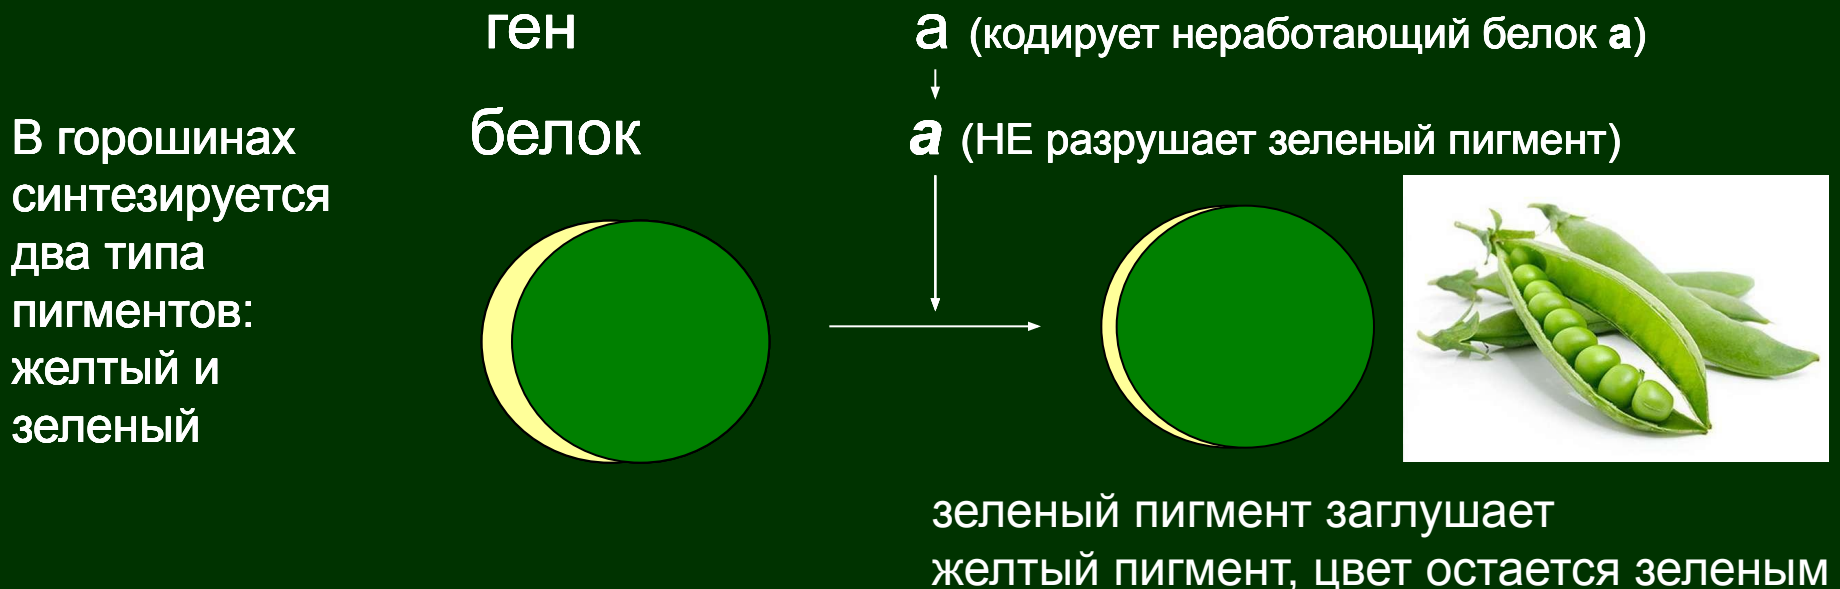 ген
а (кодирует неработающий белок а)
белок
а (НЕ разрушает зеленый пигмент)
В горошинах
синтезируется
два типа
пигментов:
желтый и
зеленый
зеленый пигмент заглушает
желтый пигмент, цвет остается зеленым